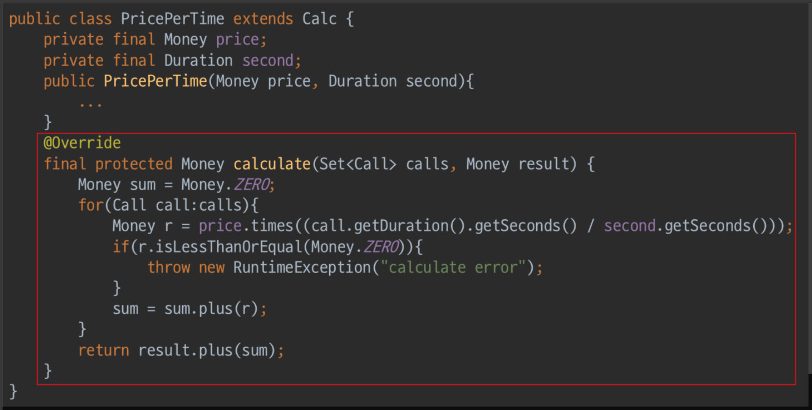 public class PricePerTime extends Calc {
    private final Money price;
    private final Duration second;
    public PricePerTime(Money price, Duration second){
        ...
    }
    @Override
    final protected Money calculate(Set<Call> calls, Money result) {
        Money sum = Money.ZERO;
        for(Call call:calls){
            Money r = price.times((call.getDuration().getSeconds() / second.getSeconds()));
            if(r.isLessThanOrEqual(Money.ZERO)){
                throw new RuntimeException("calculate error");
            }
            sum = sum.plus(r);
        }
        return result.plus(sum);
    }
}